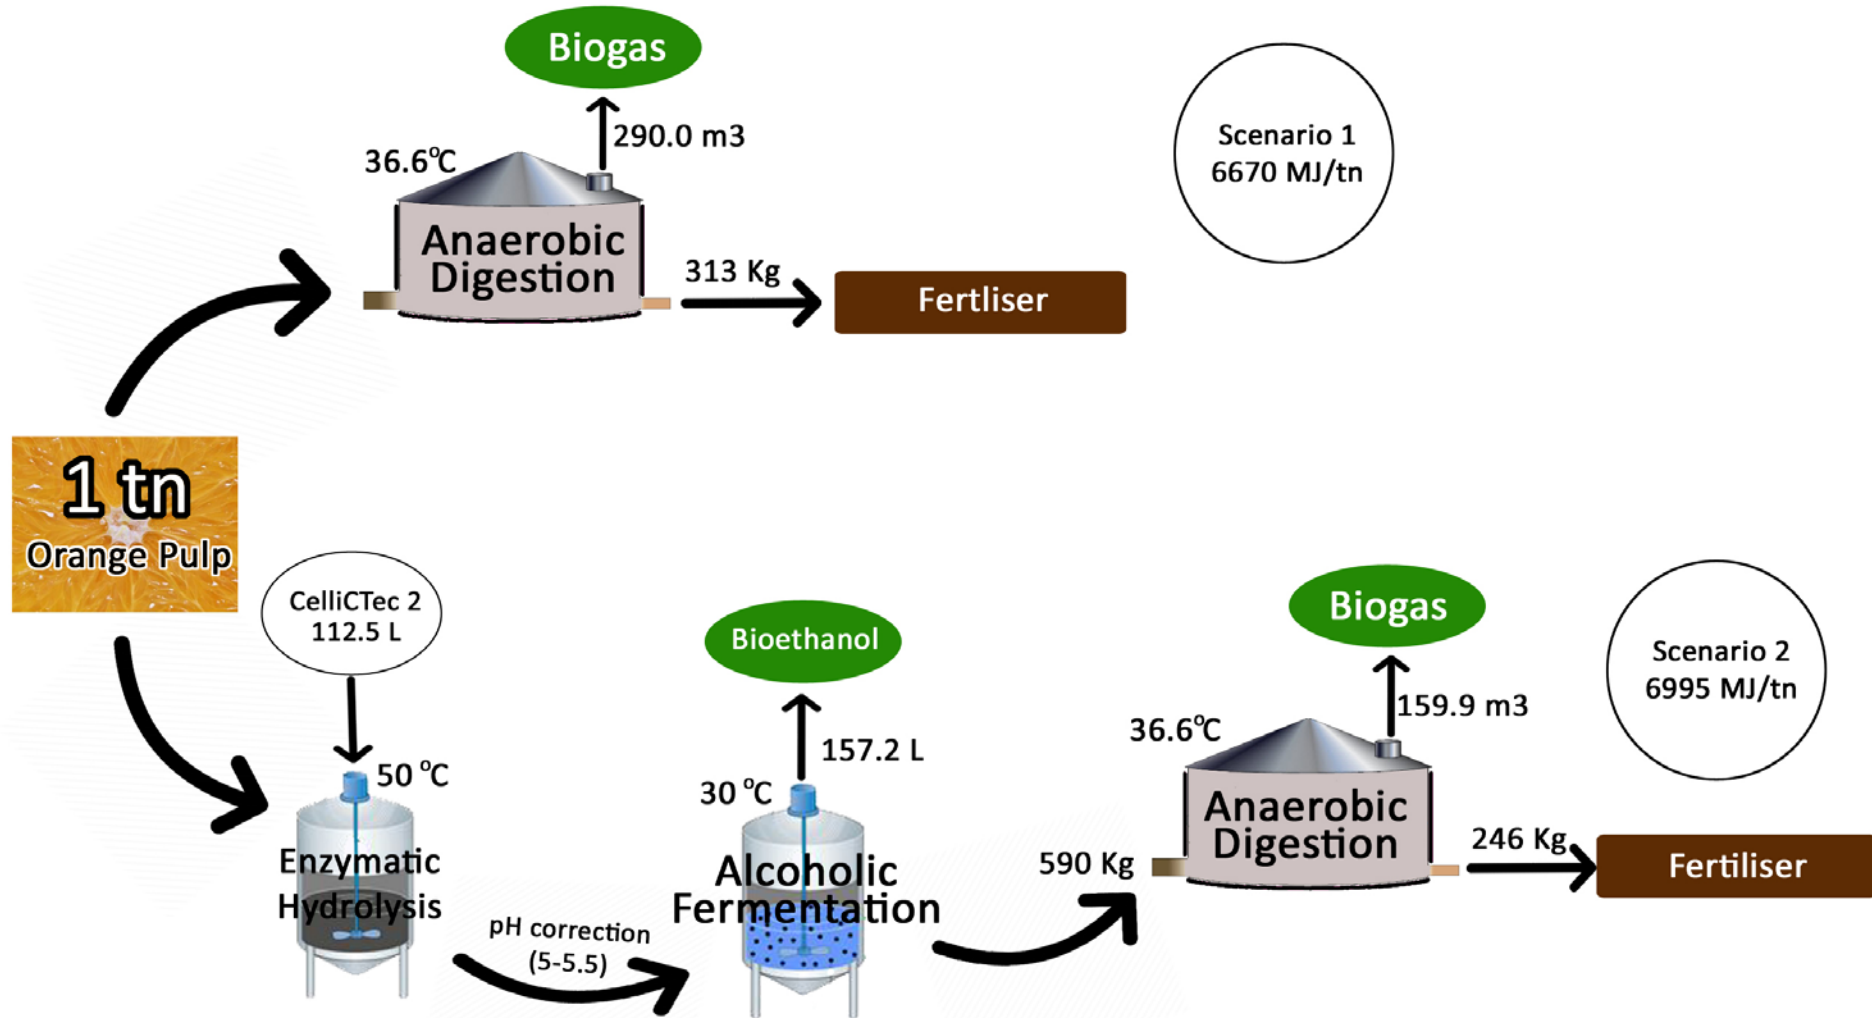 Biogas
290.0 m3
36.6°C
Anaerobic
Digestion
313 Kg
Fertliser
Scenario 1
6670 MJ/tn
1 tn
Orange Pulp
CelliCTec 2
112.5 L
50 °C
Enzymatic
Hydrolysis
pH correction
(5-5.5)
Bioethanol
157.2 L
30 °C
Alcoholic
Fermentation
590 Kg
Biogas
159.9 m3
36.6°C
Anaerobic
Digestion
246 Kg
Fertiliser
Scenario 2
6995 MJ/tn